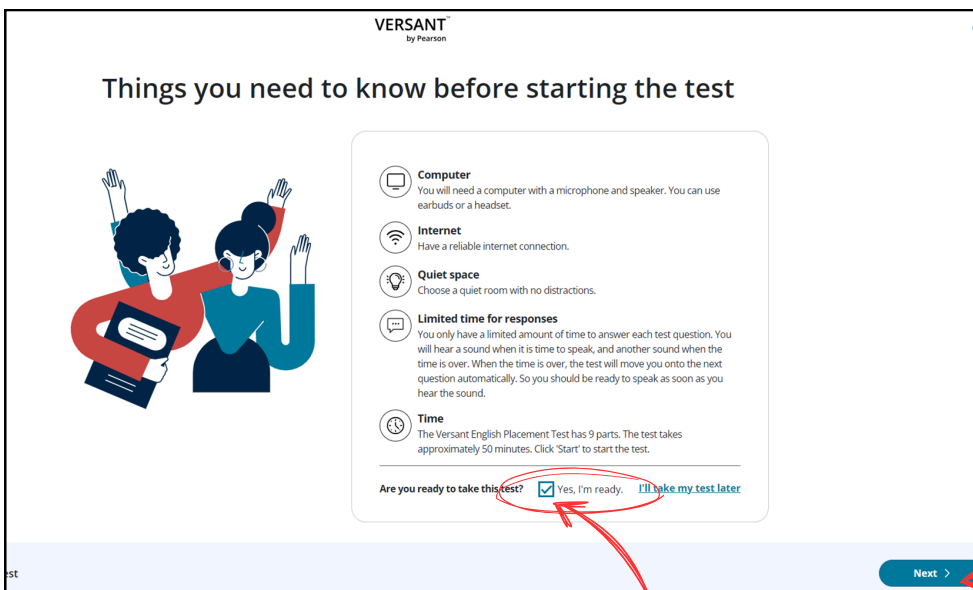 VERSANT™
by Pearson
Things you need to know before starting the test
Computer
You will need a computer with a microphone and speaker. You can use
earbuds or a headset.
Internet
Have a reliable internet connection.
Quiet space
Choose a quiet room with no distractions.
Limited time for responses
You only have a limited amount of time to answer each test question. You
will hear a sound when it is time to speak, and another sound when the
time is over. When the time is over, the test will move you onto the next
question automatically. So you should be ready to speak as soon as you
hear the sound.
Time
The Versant English Placement Test has 9 parts. The test takes
approximately 50 minutes. Click 'Start' to start the test.
Are you ready to take this test? Yes, I'm ready. I'll take my test later
est
Next